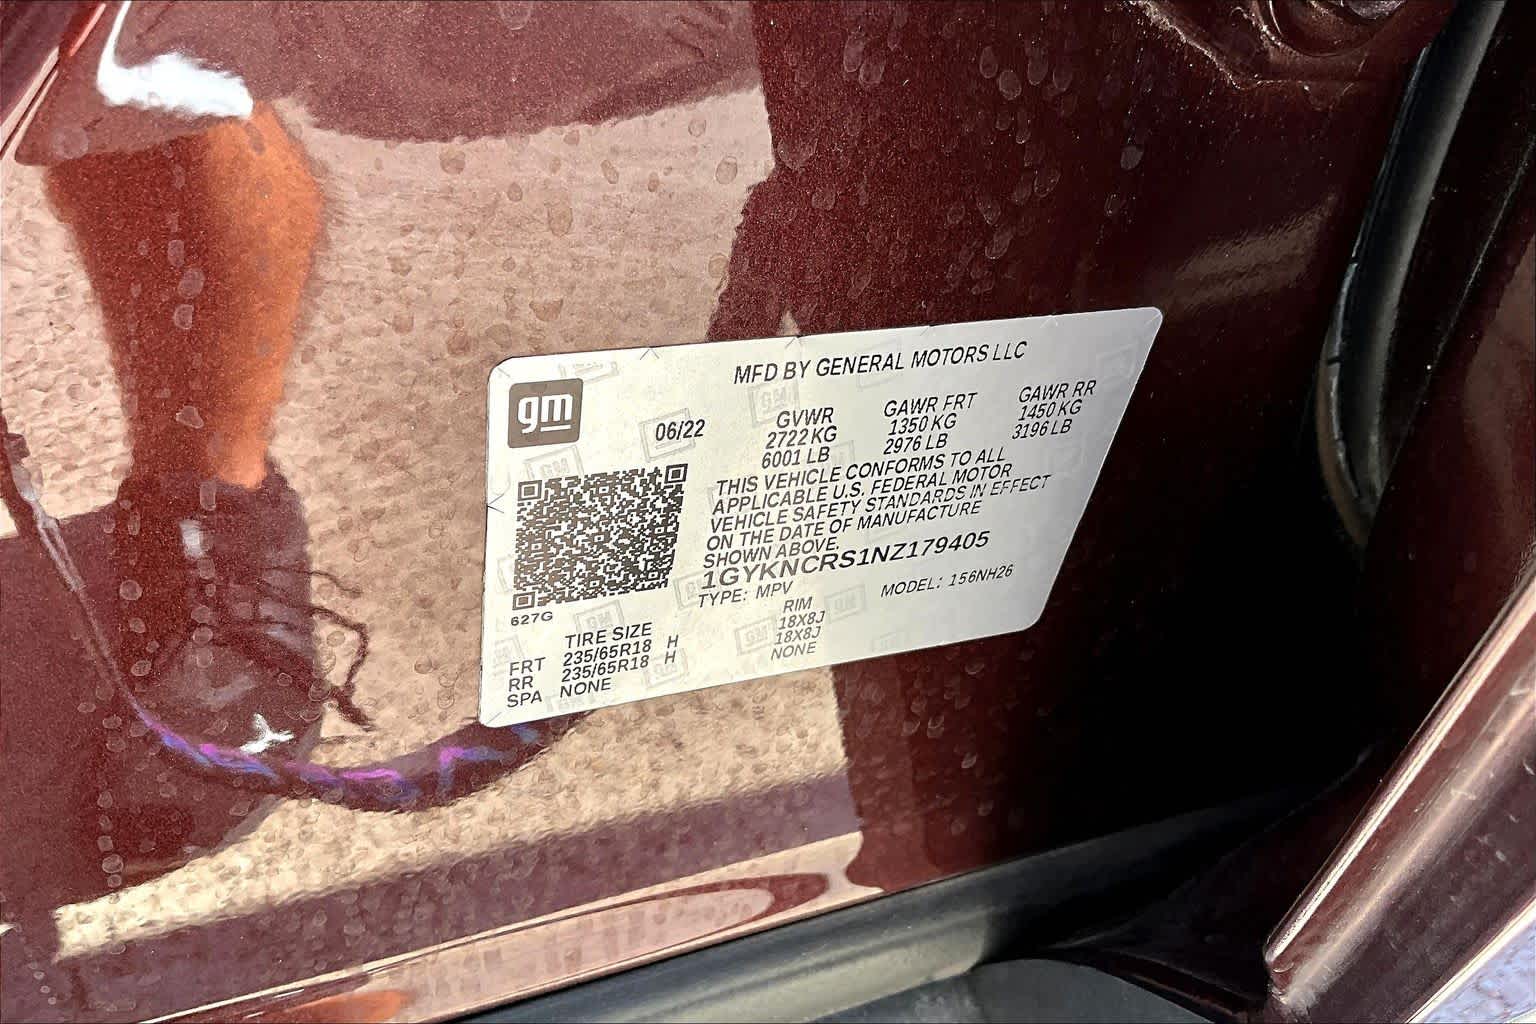 MFD BY GENERAL MOTORS LLC
gm
06/22
GVWR GAWR FRT GAWR RR
2722 KG 1350 KG 1450 KG
6001 LB 2976 LB 3196 LB
THIS VEHICLE CONFORMS TO ALL
APPLICABLE U.S. FEDERAL MOTOR
VEHICLE SAFETY STANDARDS IN EFFECT
ON THE DATE OF MANUFACTURE
SHOWN ABOVE.
1GYKNCRS1NZ179405
TYPE: MPV MODEL: 156NH26
627G
TIRE SIZE RIM
FRT 235/65R18 H 18X8J
RR 235/65R18 H 18X8J
SPA NONE NONE